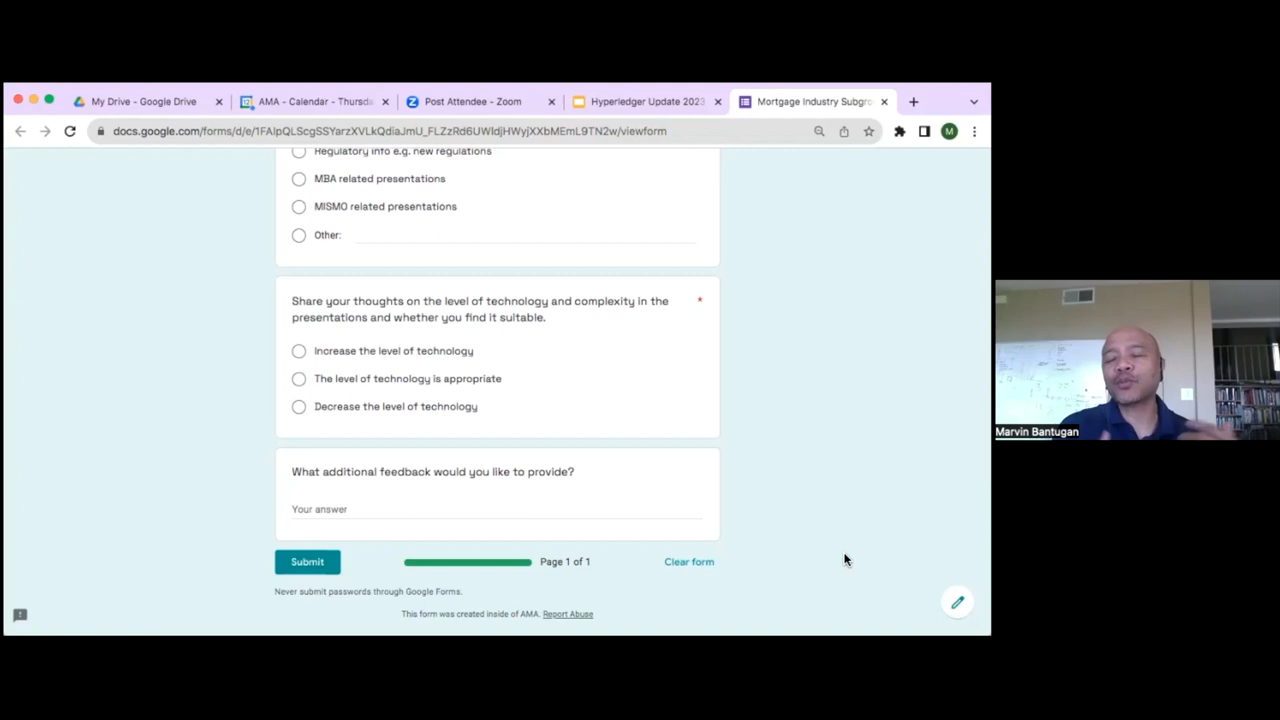 My Drive - Google Drive
AMA - Calendar - Thursda
Post Attendee - Zoom
Hyperledger Update 2023
Mortgage Industry Subgro
docs.google.com/forms/d/e/1FAIpQLScgSSYarzXVLkQdiaJmU_FLZzRd6UWIdjHWyjXXbMEmL9TN2w/viewform
M
Regulatory info e.g. new regulations
MBA related presentations
MISMO related presentations
Other:
Share your thoughts on the level of technology and complexity in the *
presentations and whether you find it suitable.
Increase the level of technology
The level of technology is appropriate
Decrease the level of technology
What additional feedback would you like to provide?
Your answer
Submit
Page 1 of 1
Clear form
Never submit passwords through Google Forms.
This form was created inside of AMA. Report Abuse
Marvin Bantugan